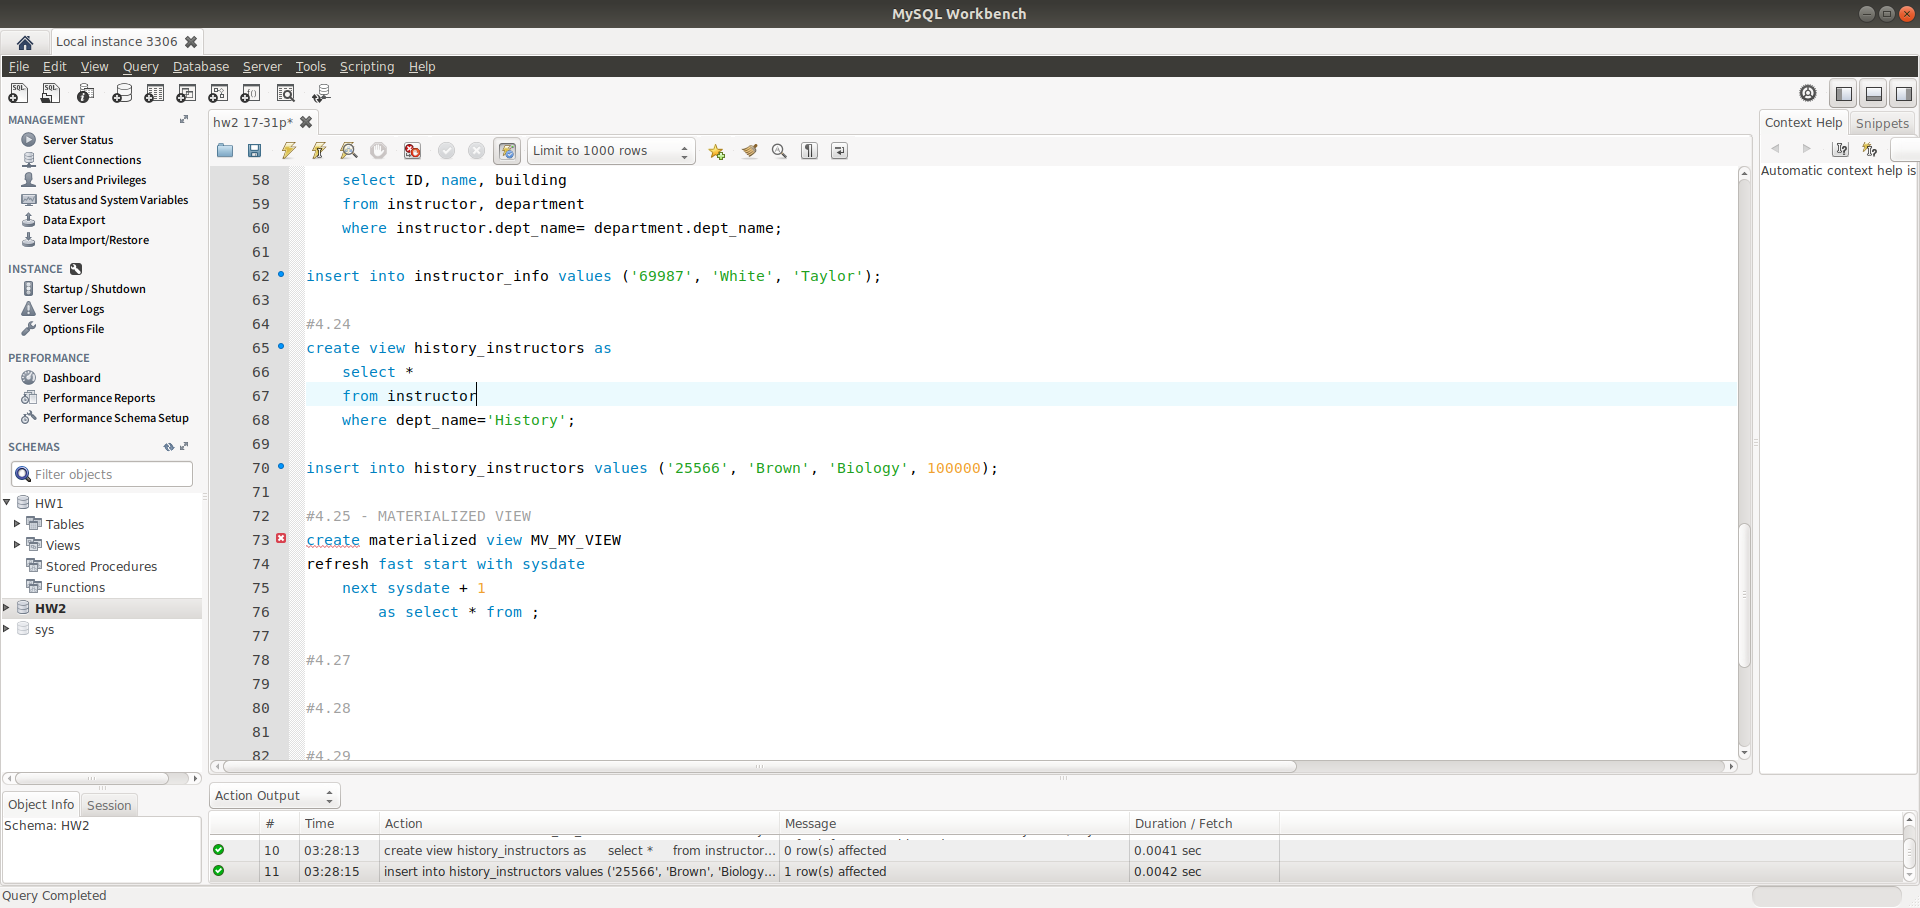 MySQL Workbench
Local instance 3306
File Edit View Query Database Server Tools Scripting Help
MANAGEMENT
Server Status
Client Connections
Users and Privileges
Status and System Variables
Data Export
Data Import/Restore
INSTANCE
Startup / Shutdown
Server Logs
Options File
PERFORMANCE
Dashboard
Performance Reports
Performance Schema Setup
SCHEMAS
Filter objects
HW1
Tables
Views
Stored Procedures
Functions
HW2
sys
Object Info Session
Schema: HW2
hw2 17-31p*
Limit to 1000 rows
58 select ID, name, building
59 from instructor, department
60 where instructor.dept_name= department.dept_name;
61
62 insert into instructor_info values ('69987', 'White', 'Taylor');
63
64 #4.24
65 create view history_instructors as
66 select *
67 from instructor
68 where dept_name='History';
69
70 insert into history_instructors values ('25566', 'Brown', 'Biology', 100000);
71
72 #4.25 - MATERIALIZED VIEW
73 create materialized view MV_MY_VIEW
74 refresh fast start with sysdate
75 next sysdate + 1
76 as select * from ;
77
78 #4.27
79
80 #4.28
81
82 #4.29
Context Help Snippets
Automatic context help is
Action Output
# Time Action Message Duration / Fetch
10 03:28:13 create view history_instructors as select * from instructor... 0 row(s) affected 0.0041 sec
11 03:28:15 insert into history_instructors values ('25566', 'Brown', 'Biology... 1 row(s) affected 0.0042 sec
Query Completed